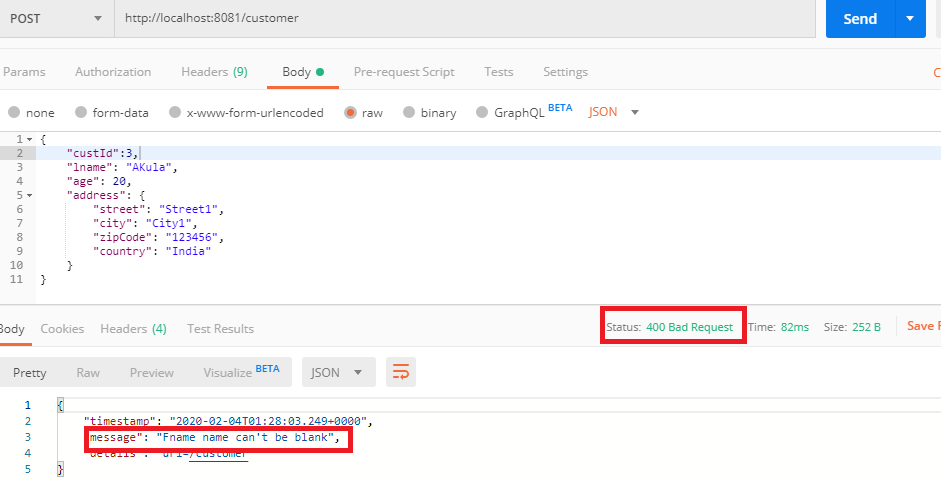 POST http://localhost:8081/customer Send
Params Authorization Headers (9) Body Pre-request Script Tests Settings
none form-data x-www-form-urlencoded raw binary GraphQL BETA JSON
1 {
2 "custId":3,
3 "lname": "AKula",
4 "age": 20,
5 "address": {
6 "street": "Street1",
7 "city": "City1",
8 "zipCode": "123456",
9 "country": "India"
10 }
11 }
Body Cookies Headers (4) Test Results Status: 400 Bad Request Time: 82ms Size: 252 B Save
Pretty Raw Preview Visualize BETA JSON
1 {
2 "timestamp": "2020-02-04T01:28:03.249+0000",
3 message": "Fname name can't be blank",
4 "details": "uri=/customer
5 }